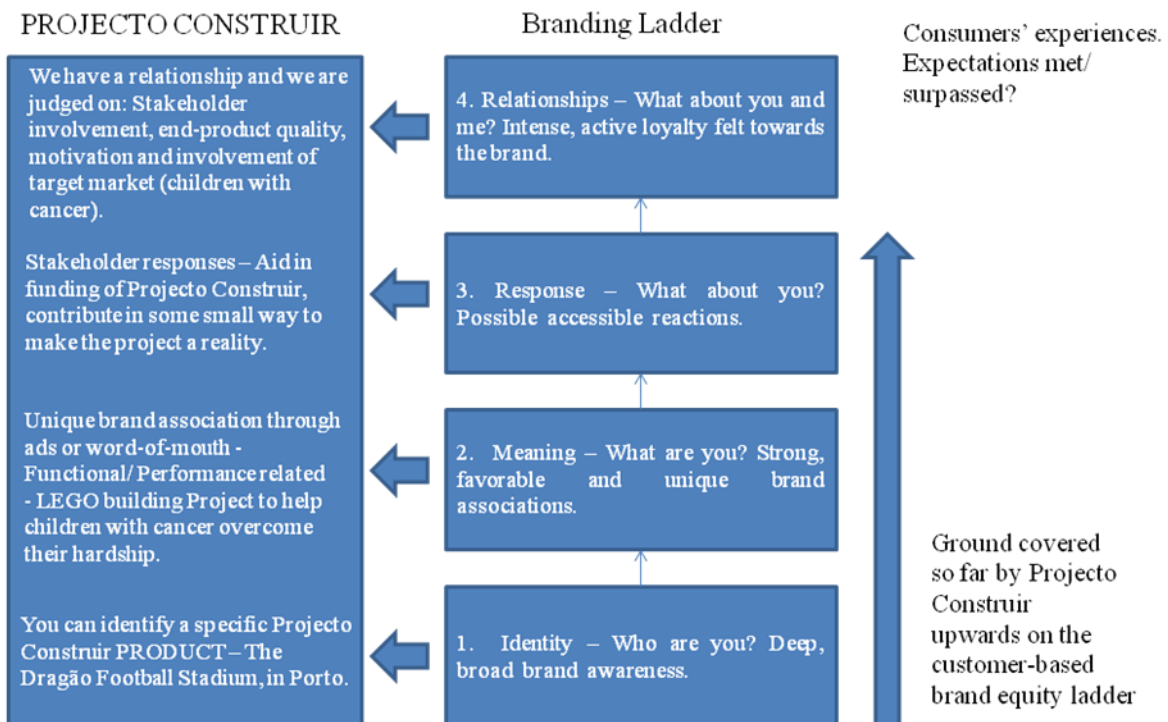 PROJECTO CONSTRUIR
We have a relationship and we are
judged on: Stakeholder
involvement, end-product quality,
motivation and involvement of
target market (children with
cancer).
Stakeholder responses – Aid in
funding of Projecto Construir,
contribute in some small way to
make the project a reality.
Unique brand association through
ads or word-of-mouth -
Functional/ Performance related
- LEGO building Project to help
children with cancer overcome
their hardship.
You can identify a specific Projecto
Construir PRODUCT – The
Dragão Football Stadium, in Porto.
Branding Ladder
4. Relationships – What about you and
me? Intense, active loyalty felt towards
the brand.
3. Response – What about you?
Possible accessible reactions.
2. Meaning – What are you? Strong,
favorable and unique brand
associations.
1. Identity – Who are you? Deep,
broad brand awareness.
Consumers’ experiences.
Expectations met/
surpassed?
Ground covered
so far by Projecto
Construir
upwards on the
customer-based
brand equity ladder